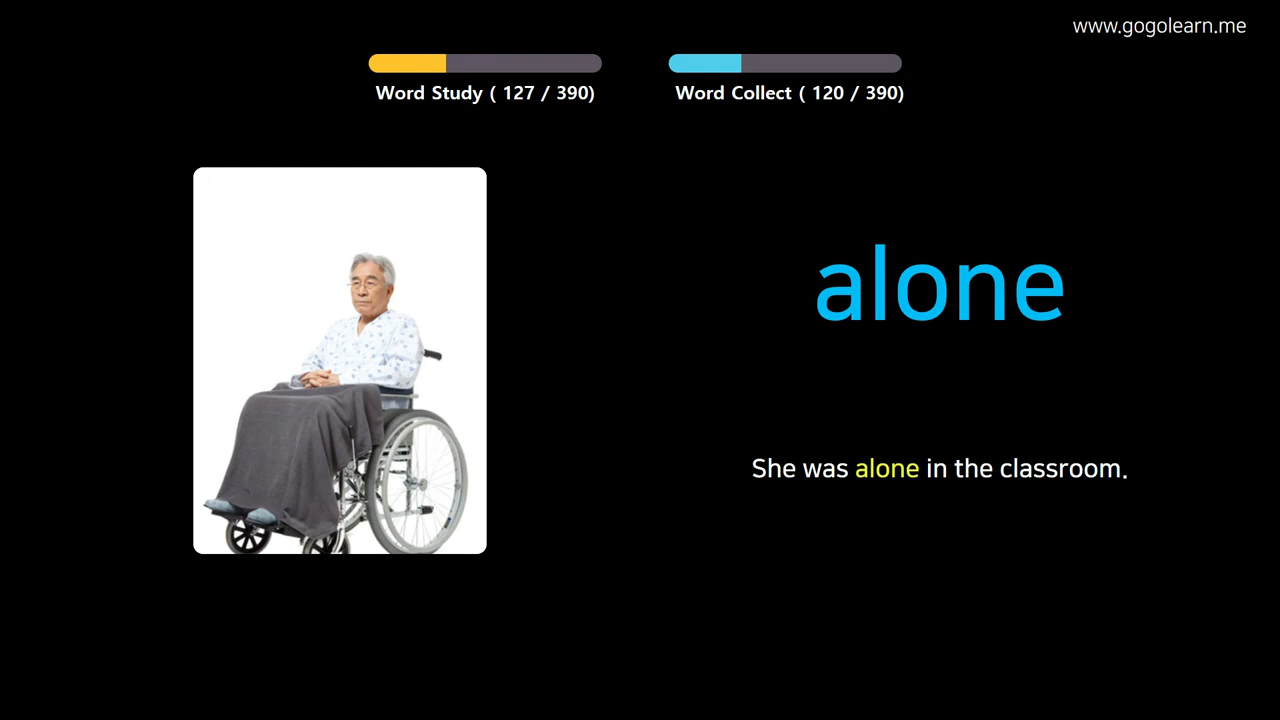 www.gogolearn.me
Word Study ( 127 / 390)
Word Collect ( 120 / 390)
alone
She was alone in the classroom.